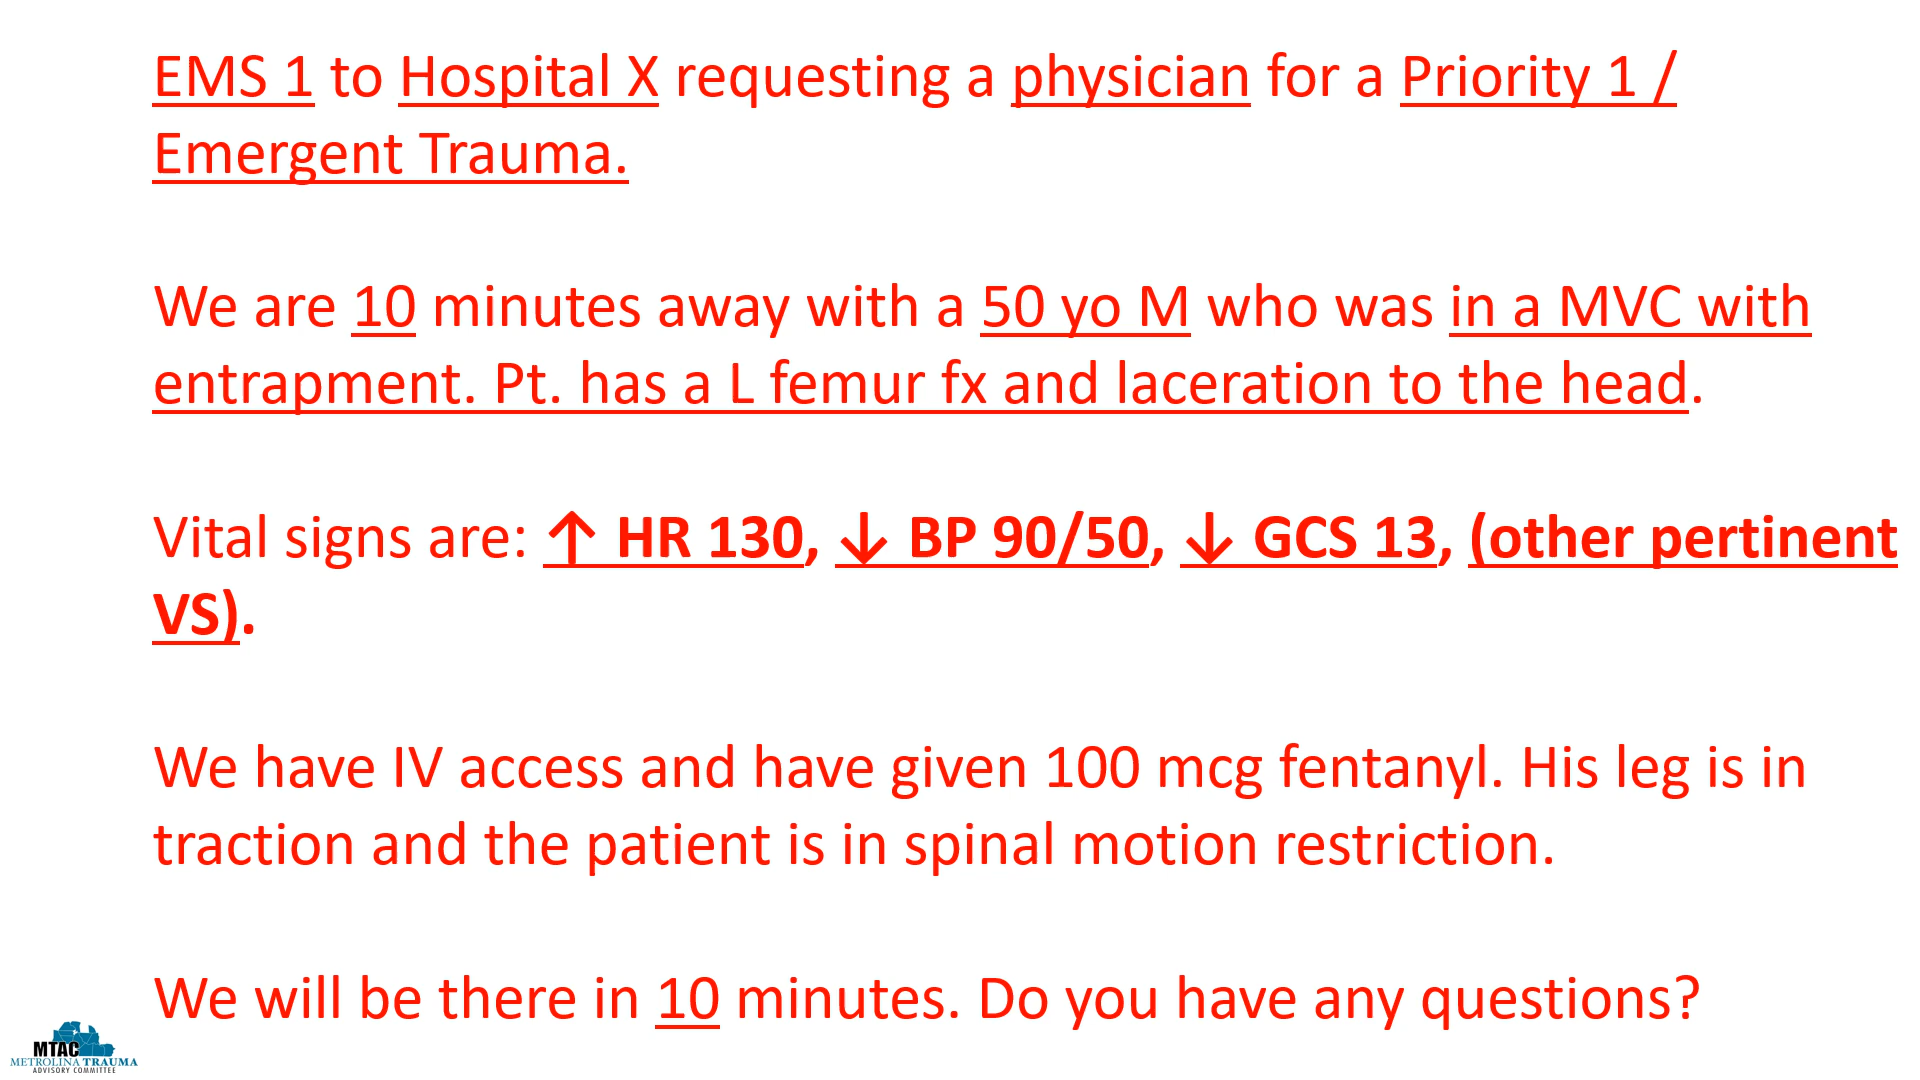 EMS 1 to Hospital X requesting a physician for a Priority 1 /
Emergent Trauma.
We are 10 minutes away with a 50 yo M who was in a MVC with
entrapment. Pt. has a L femur fx and laceration to the head.
Vital signs are: ↑ HR 130, ↓ BP 90/50, ↓ GCS 13, (other pertinent
VS).
We have IV access and have given 100 mcg fentanyl. His leg is in
traction and the patient is in spinal motion restriction.
We will be there in 10 minutes. Do you have any questions?
MTAC
METROLINA TRAUMA
ADVISORY COMMITTEE